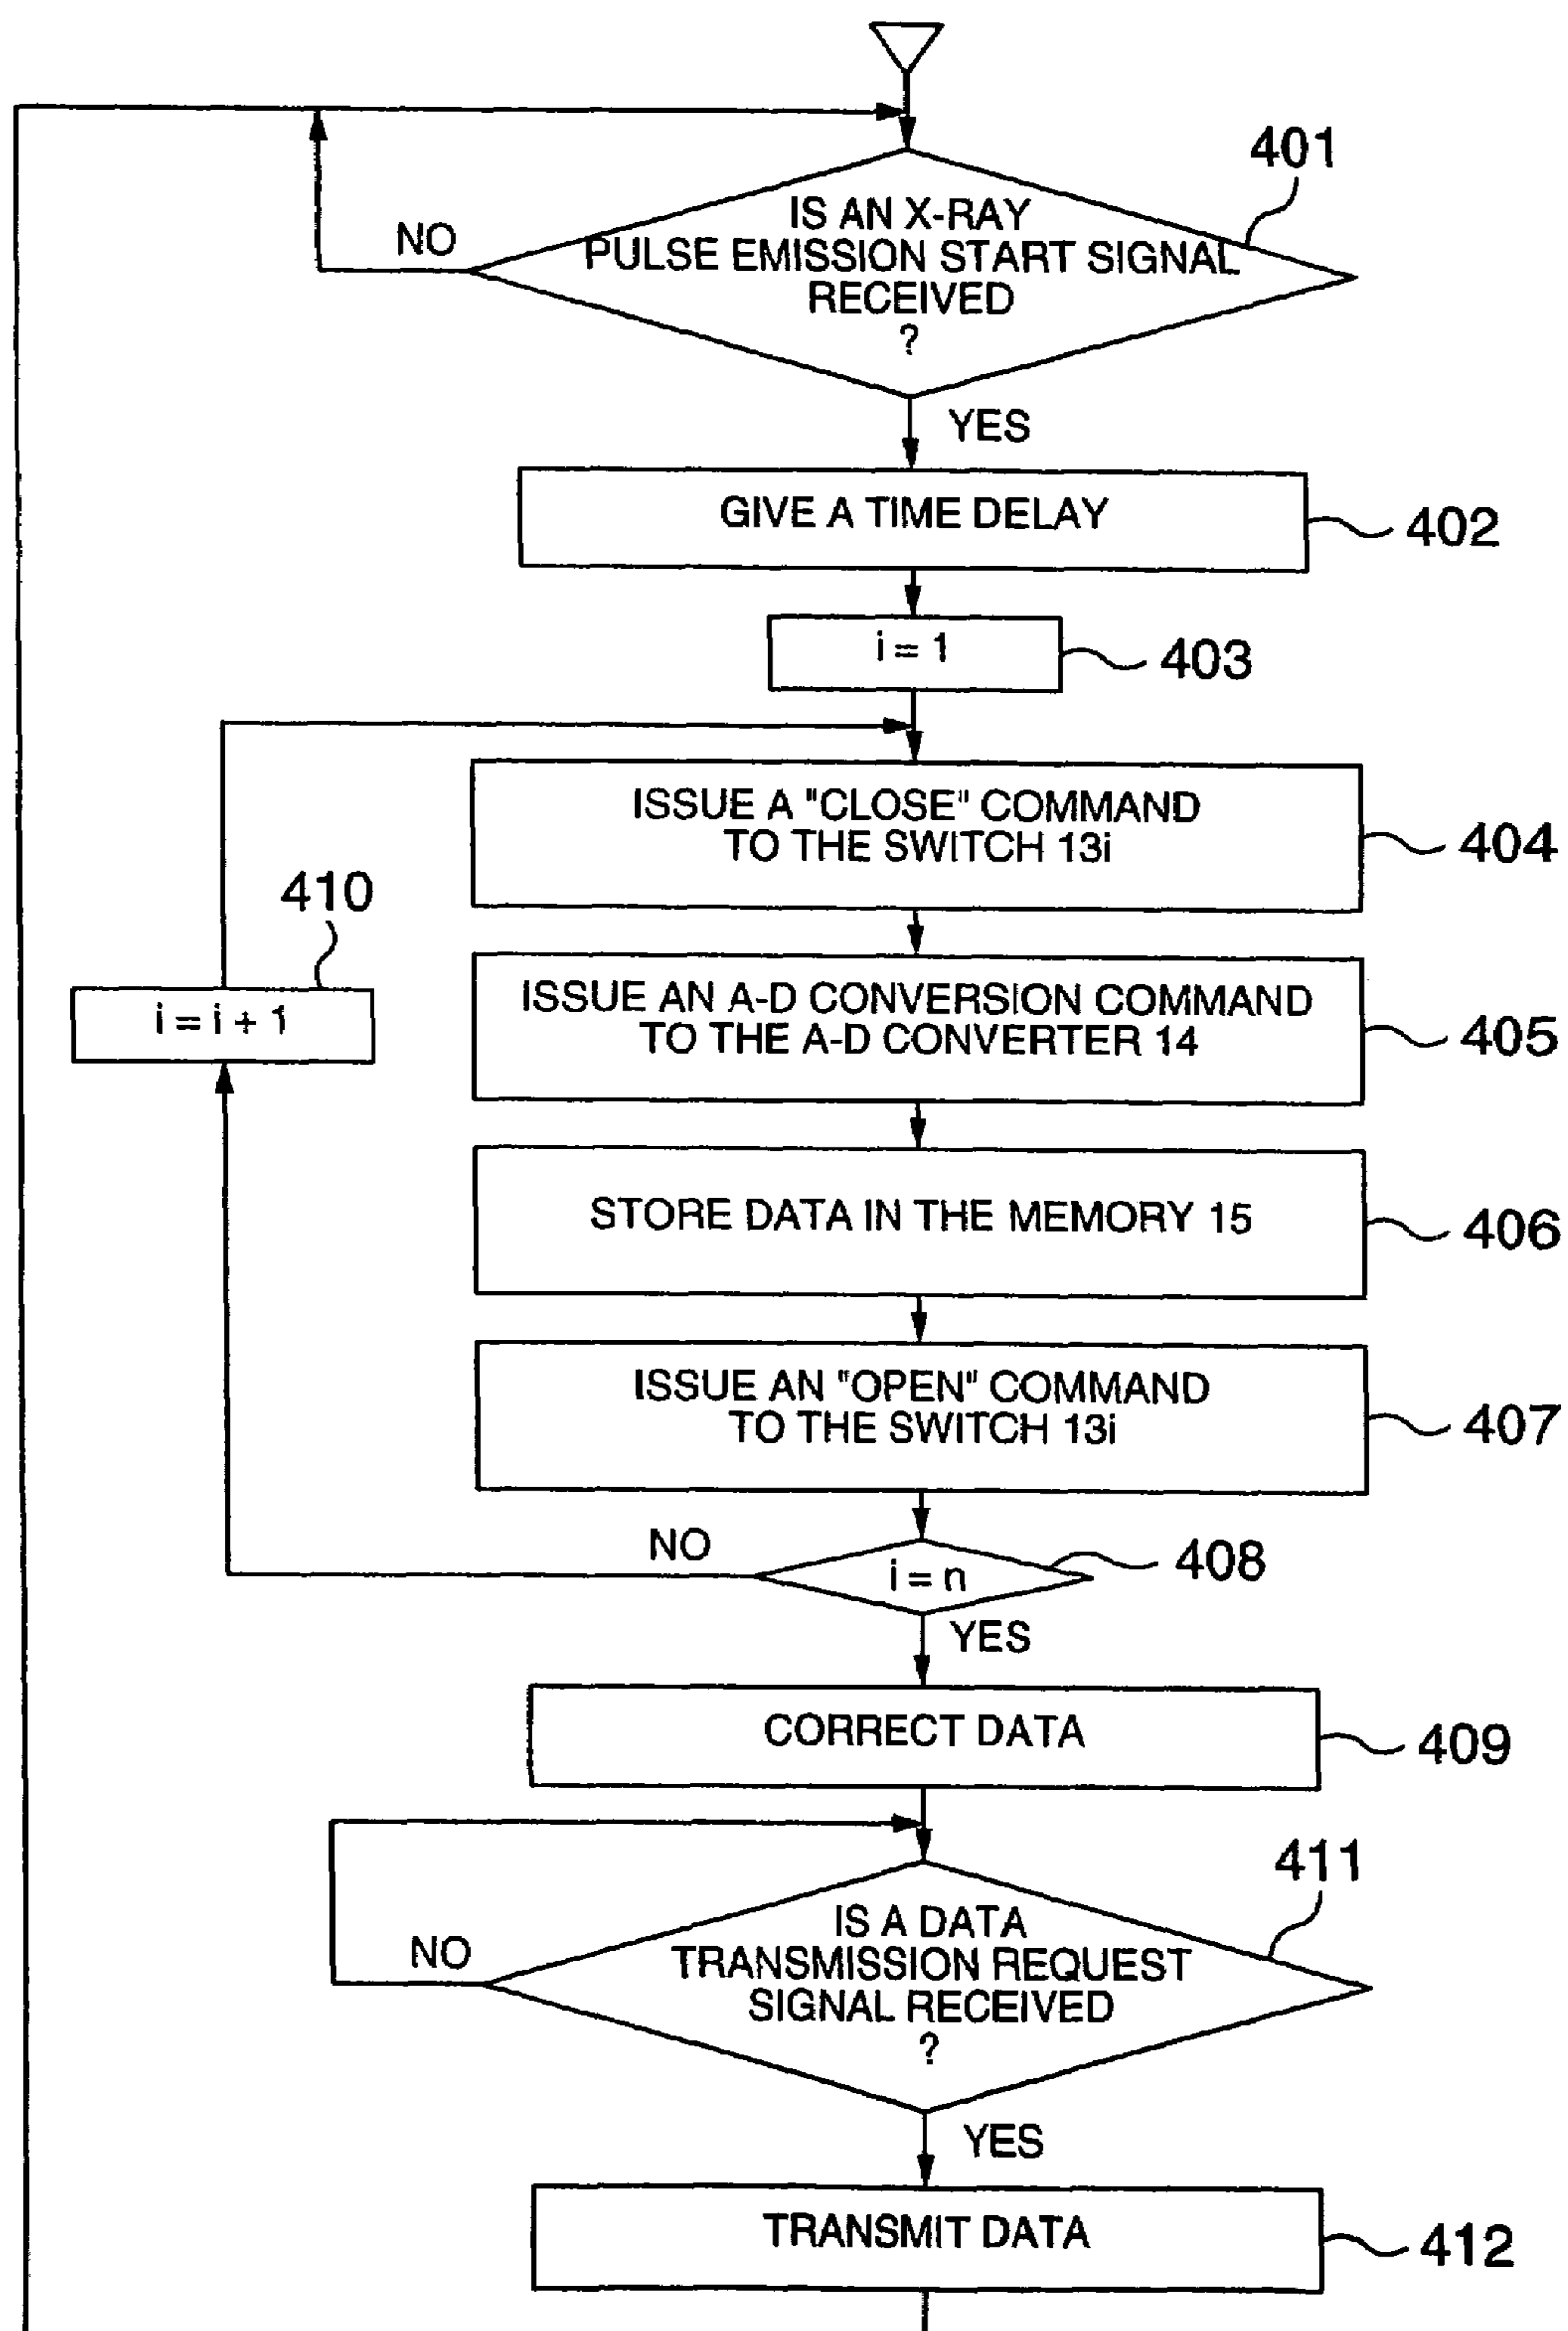 401
IS AN X-RAY
PULSE EMISSION START SIGNAL
RECEIVED
?
NO
YES
GIVE A TIME DELAY
402
i = 1
403
ISSUE A "CLOSE" COMMAND
TO THE SWITCH 13i
404
410
i = i + 1
ISSUE AN A-D CONVERSION COMMAND
TO THE A-D CONVERTER 14
405
STORE DATA IN THE MEMORY 15
406
ISSUE AN "OPEN" COMMAND
TO THE SWITCH 13i
407
NO
i = n
408
YES
CORRECT DATA
409
411
IS A DATA
TRANSMISSION REQUEST
SIGNAL RECEIVED
?
NO
YES
TRANSMIT DATA
412